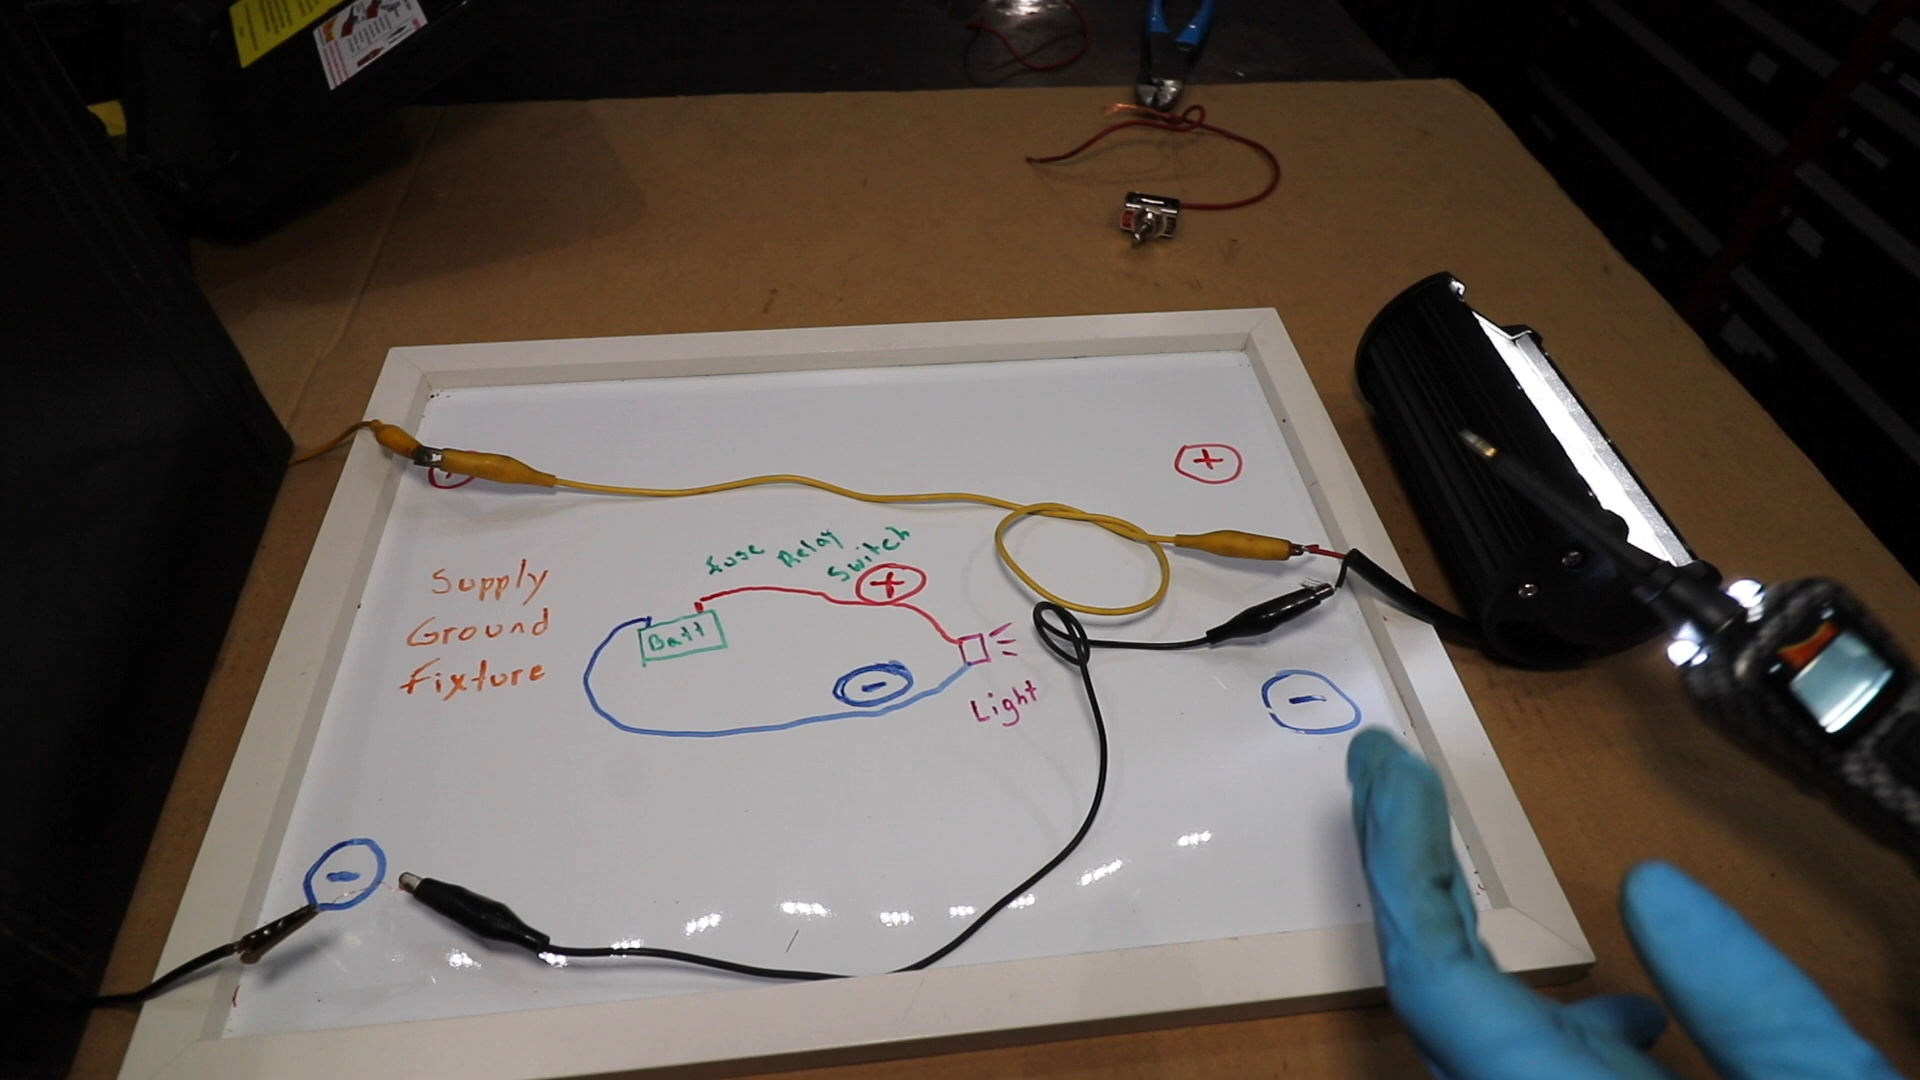 +
fuse Relay Switch
+
Supply
Ground
fixture
Batt
-
Light
-
-